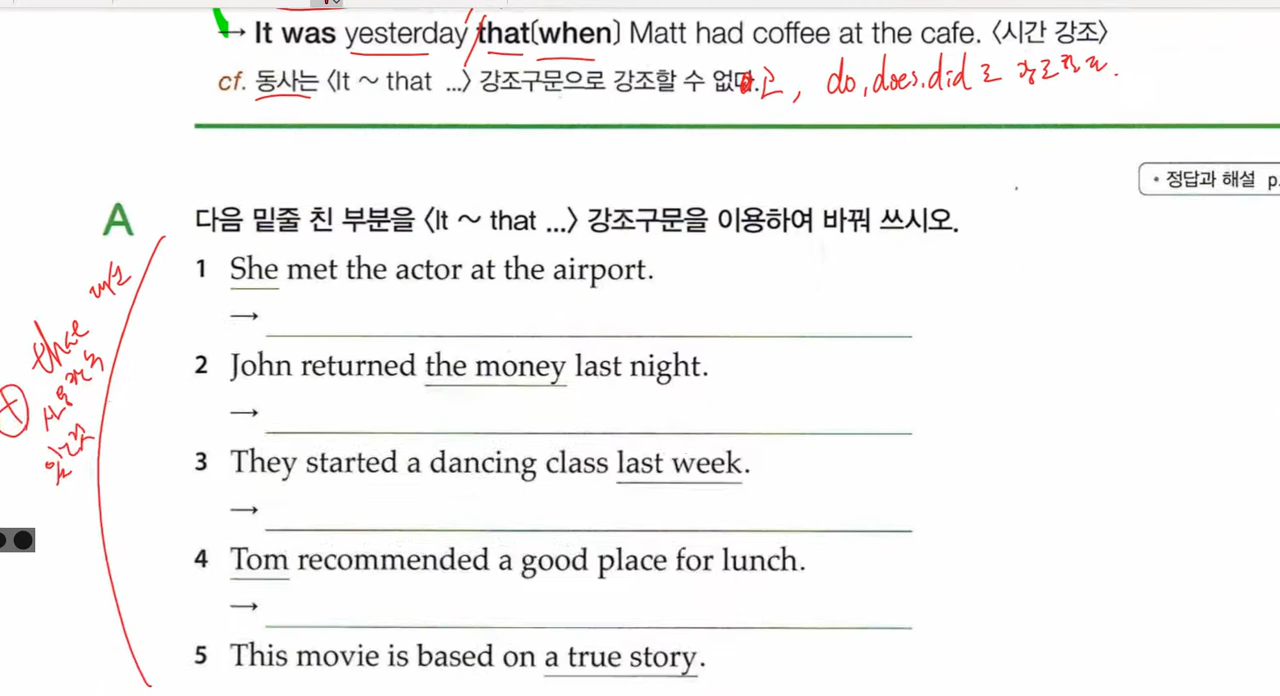 → It was yesterday that(when) Matt had coffee at the cafe. 〈시간 강조〉
cf. 동사는 〈It ~ that ...〉 강조구문으로 강조할 수 없고, do, does, did로
• 정답과 해설 p.
A 다음 밑줄 친 부분을 〈It ~ that ...〉 강조구문을 이용하여 바꿔 쓰시오.
1 She met the actor at the airport.
→
2 John returned the money last night.
→
3 They started a dancing class last week.
→
4 Tom recommended a good place for lunch.
→
5 This movie is based on a true story.
that